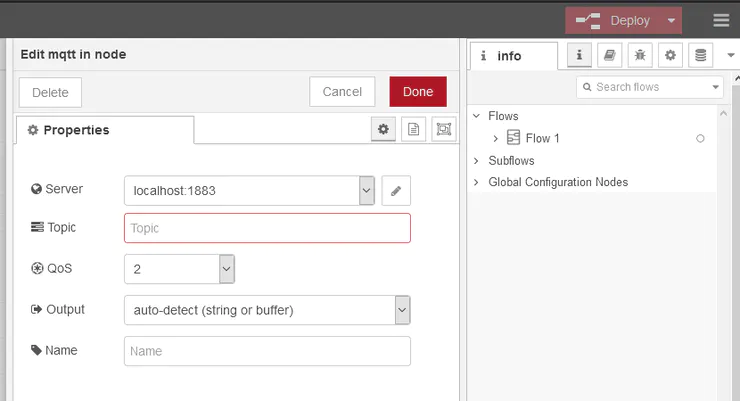 Deploy
Edit mqtt in node
Delete
Cancel
Done
Properties
Server
localhost:1883
Topic
Topic
QoS
2
Output
auto-detect (string or buffer)
Name
Name
i info
i
Search flows
Flows
Flow 1
Subflows
Global Configuration Nodes